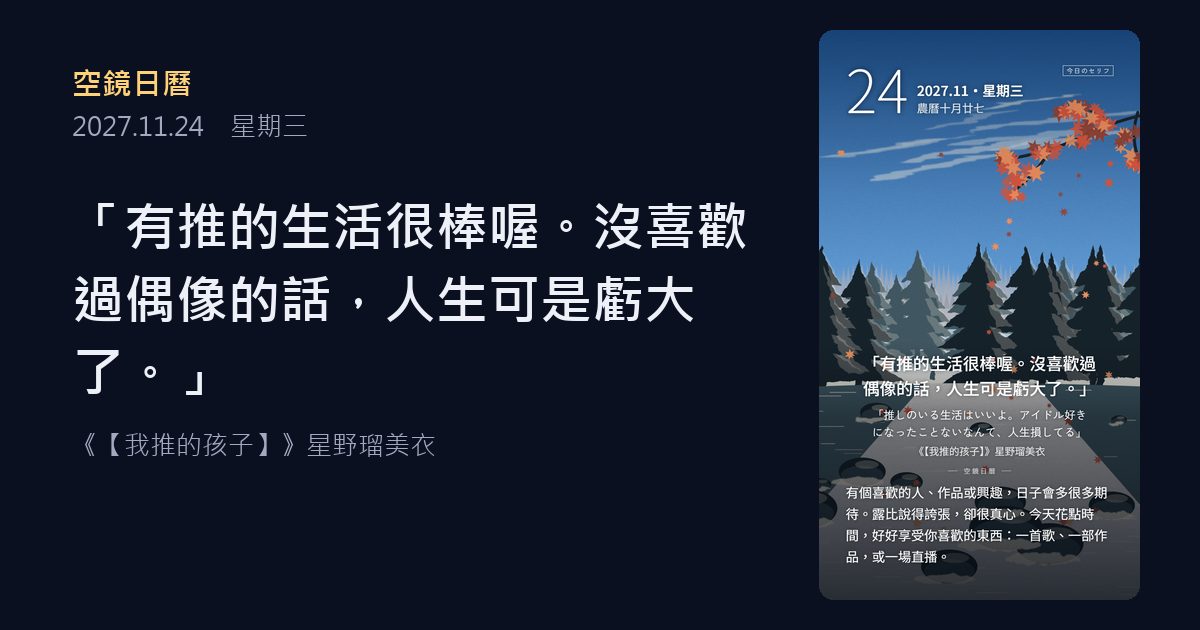 空鏡日曆
2027.11.24 星期三
「有推的生活很棒喔。沒喜歡
過偶像的話，人生可是虧大
了。」
《【我推的孩子】》星野瑠美衣
24
2027.11・星期三
農曆十月廿七
今日のセリフ
「有推的生活很棒喔。沒喜歡過
偶像的話，人生可是虧大了。」
「推しのいる生活はいいよ。アイドル好き
になったことないなんて、人生損してる」
《【我推的孩子】》星野瑠美衣
— 空鏡日曆 —
有個喜歡的人、作品或興趣，日子會多很多期
待。露比說得誇張，卻很真心。今天花點時
間，好好享受你喜歡的東西：一首歌、一部作
品，或一場直播。